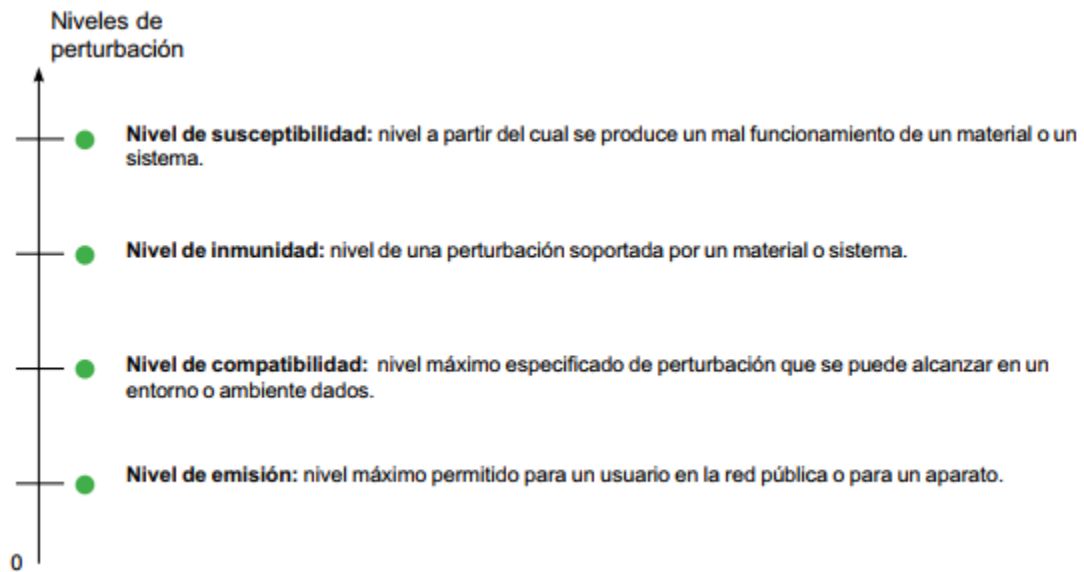 Niveles de
perturbación
Nivel de susceptibilidad: nivel a partir del cual se produce un mal funcionamiento de un material o un
sistema.
Nivel de inmunidad: nivel de una perturbación soportada por un material o sistema.
Nivel de compatibilidad: nivel máximo especificado de perturbación que se puede alcanzar en un
entorno o ambiente dados.
Nivel de emisión: nivel máximo permitido para un usuario en la red pública o para un aparato.
0